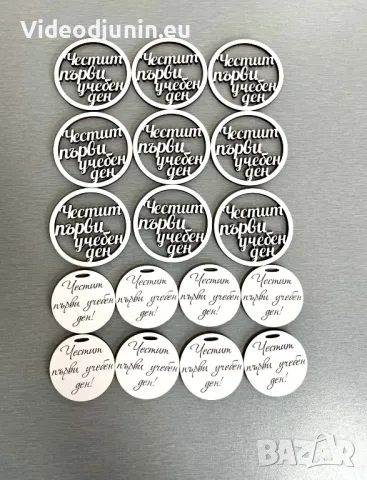 Videodjunin.eu
Честит Честит Честит
първи първи първи
учебен учебен учебен
ден ден ден
Честит Честит Честит
първи първи първи
учебен учебен учебен
ден ден ден
Честит Честит Честит
първи първи първи
учебен учебен учебен
ден ден ден
Честит Честит Честит Честит
първи учебен първи учебен първи учебен първи учебен
ден! ден! ден! ден!
Честит Честит Честит Честит
първи учебен първи учебен първи учебен първи учебен
ден! ден! ден! ден!
BAZAR